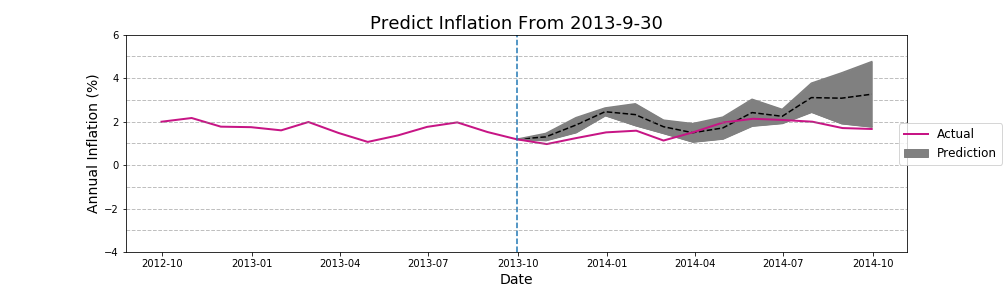 Predict Inflation From 2013-9-30
Annual Inflation (%)
6
4
2
0
−2
−4
2012-10 2013-01 2013-04 2013-07 2013-10 2014-01 2014-04 2014-07 2014-10
Date
Actual
Prediction